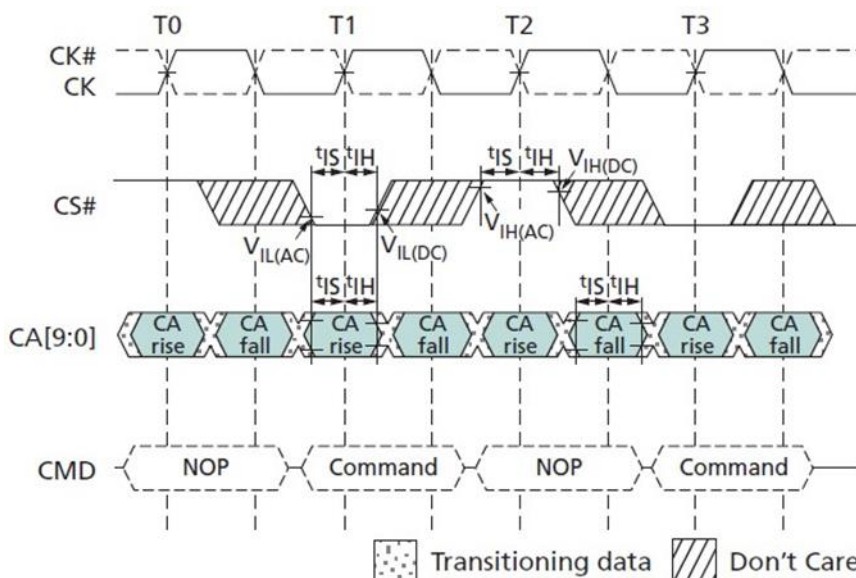 T0 T1 T2 T3
CK#
CK
tIS tIH tIS tIH VIH(DC)
CS#
VIL(AC) VIL(DC) VIH(AC)
tIS tIH tIS tIH
CA[9:0] CA rise CA fall CA rise CA fall CA rise CA fall CA rise CA fall
CMD NOP Command NOP Command
Transitioning data Don't Care